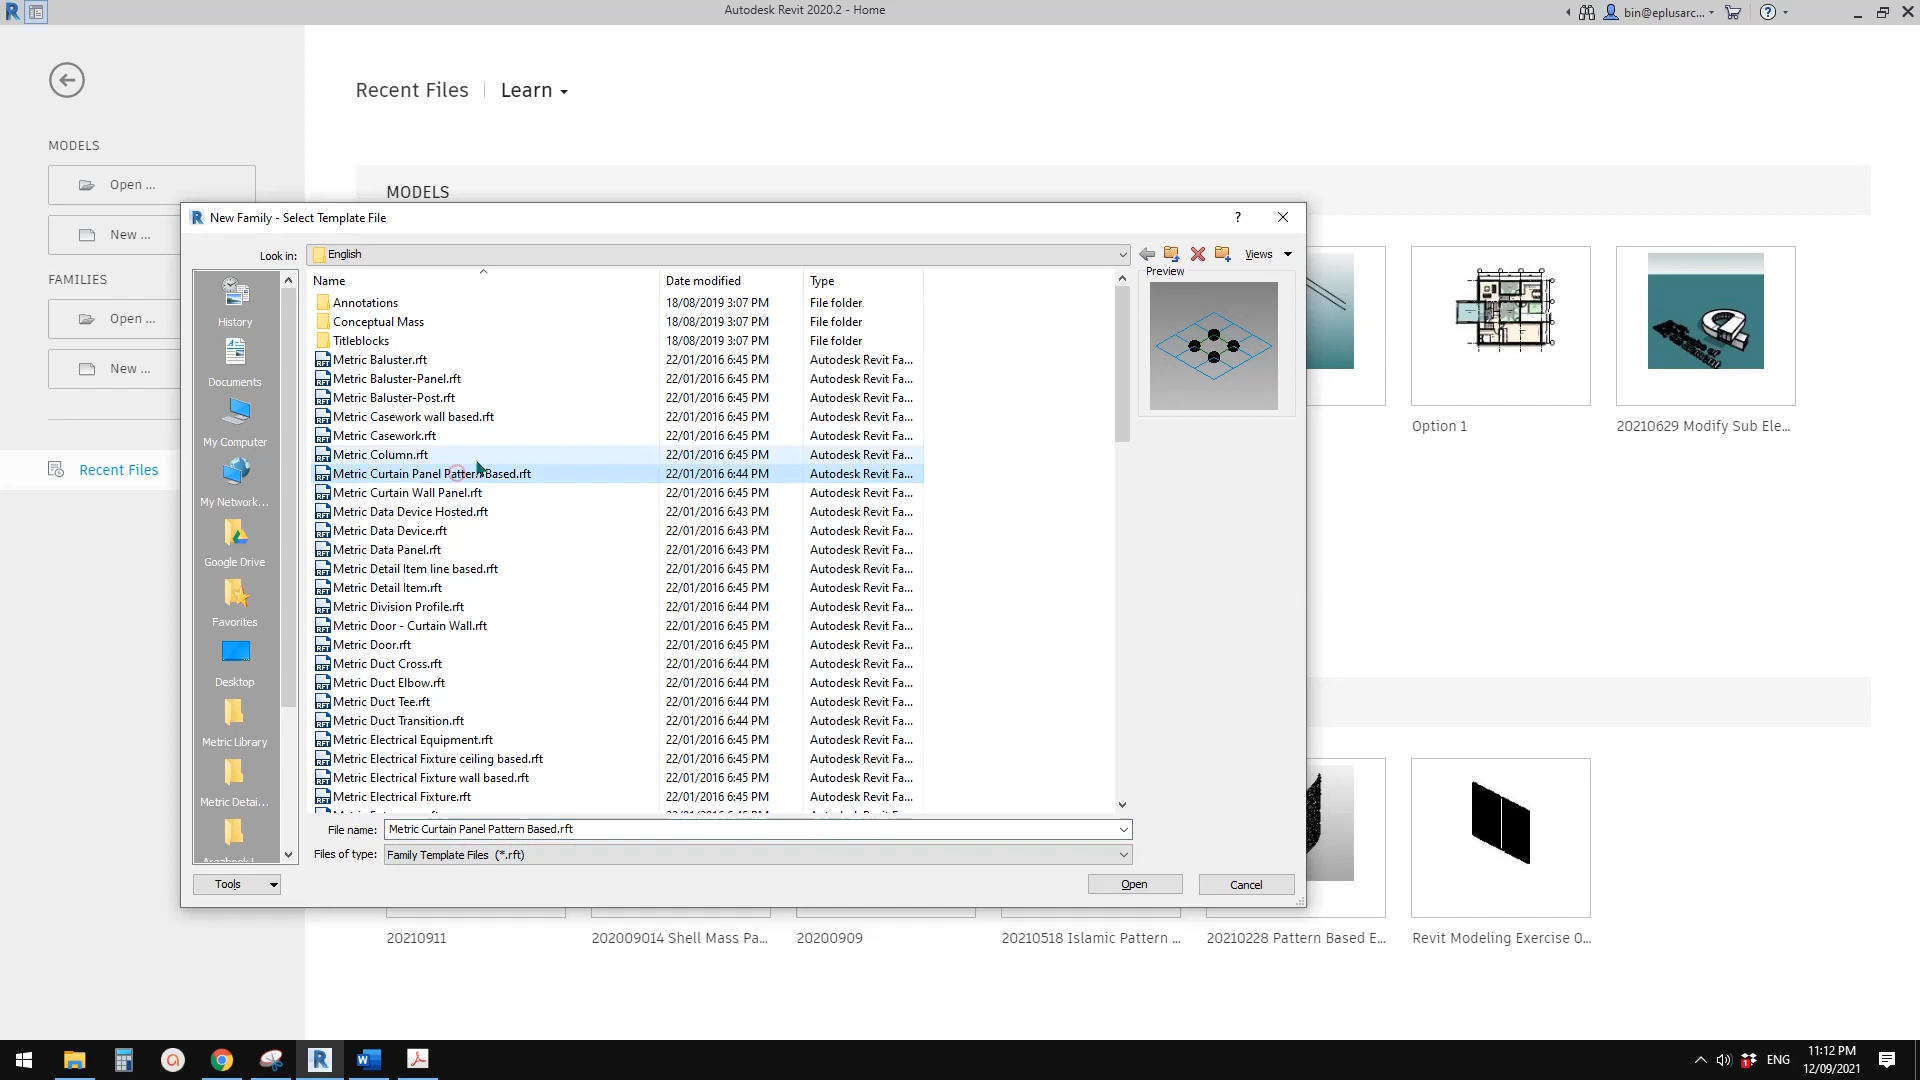 Autodesk Revit 2020.2 - Home
bin@eplusarc...
Recent Files
Learn
MODELS
Open ...
New ...
FAMILIES
Open ...
New ...
Recent Files
MODELS
Option 1
20210629 Modify Sub Ele...
New Family - Select Template File
?
Look in:
English
Views
Preview
History
Documents
My Computer
My Network...
Google Drive
Favorites
Desktop
Metric Library
Metric Detai...
Name Date modified Type
Annotations 18/08/2019 3:07 PM File folder
Conceptual Mass 18/08/2019 3:07 PM File folder
Titleblocks 18/08/2019 3:07 PM File folder
Metric Baluster.rft 22/01/2016 6:45 PM Autodesk Revit Fa...
Metric Baluster-Panel.rft 22/01/2016 6:45 PM Autodesk Revit Fa...
Metric Baluster-Post.rft 22/01/2016 6:45 PM Autodesk Revit Fa...
Metric Casework wall based.rft 22/01/2016 6:45 PM Autodesk Revit Fa...
Metric Casework.rft 22/01/2016 6:45 PM Autodesk Revit Fa...
Metric Column.rft 22/01/2016 6:45 PM Autodesk Revit Fa...
Metric Curtain Panel Pattern Based.rft 22/01/2016 6:44 PM Autodesk Revit Fa...
Metric Curtain Wall Panel.rft 22/01/2016 6:45 PM Autodesk Revit Fa...
Metric Data Device Hosted.rft 22/01/2016 6:43 PM Autodesk Revit Fa...
Metric Data Device.rft 22/01/2016 6:43 PM Autodesk Revit Fa...
Metric Data Panel.rft 22/01/2016 6:43 PM Autodesk Revit Fa...
Metric Detail Item line based.rft 22/01/2016 6:45 PM Autodesk Revit Fa...
Metric Detail Item.rft 22/01/2016 6:45 PM Autodesk Revit Fa...
Metric Division Profile.rft 22/01/2016 6:44 PM Autodesk Revit Fa...
Metric Door - Curtain Wall.rft 22/01/2016 6:45 PM Autodesk Revit Fa...
Metric Door.rft 22/01/2016 6:45 PM Autodesk Revit Fa...
Metric Duct Cross.rft 22/01/2016 6:44 PM Autodesk Revit Fa...
Metric Duct Elbow.rft 22/01/2016 6:44 PM Autodesk Revit Fa...
Metric Duct Tee.rft 22/01/2016 6:44 PM Autodesk Revit Fa...
Metric Duct Transition.rft 22/01/2016 6:44 PM Autodesk Revit Fa...
Metric Electrical Equipment.rft 22/01/2016 6:45 PM Autodesk Revit Fa...
Metric Electrical Fixture ceiling based.rft 22/01/2016 6:45 PM Autodesk Revit Fa...
Metric Electrical Fixture wall based.rft 22/01/2016 6:45 PM Autodesk Revit Fa...
Metric Electrical Fixture.rft 22/01/2016 6:45 PM Autodesk Revit Fa...
File name: Metric Curtain Panel Pattern Based.rft
Files of type: Family Template Files (*.rft)
Tools
Open
Cancel
20210911
202009014 Shell Mass Pa...
20200909
20210518 Islamic Pattern ...
20210228 Pattern Based E...
Revit Modeling Exercise 0...
ENG
11:12 PM
12/09/2021